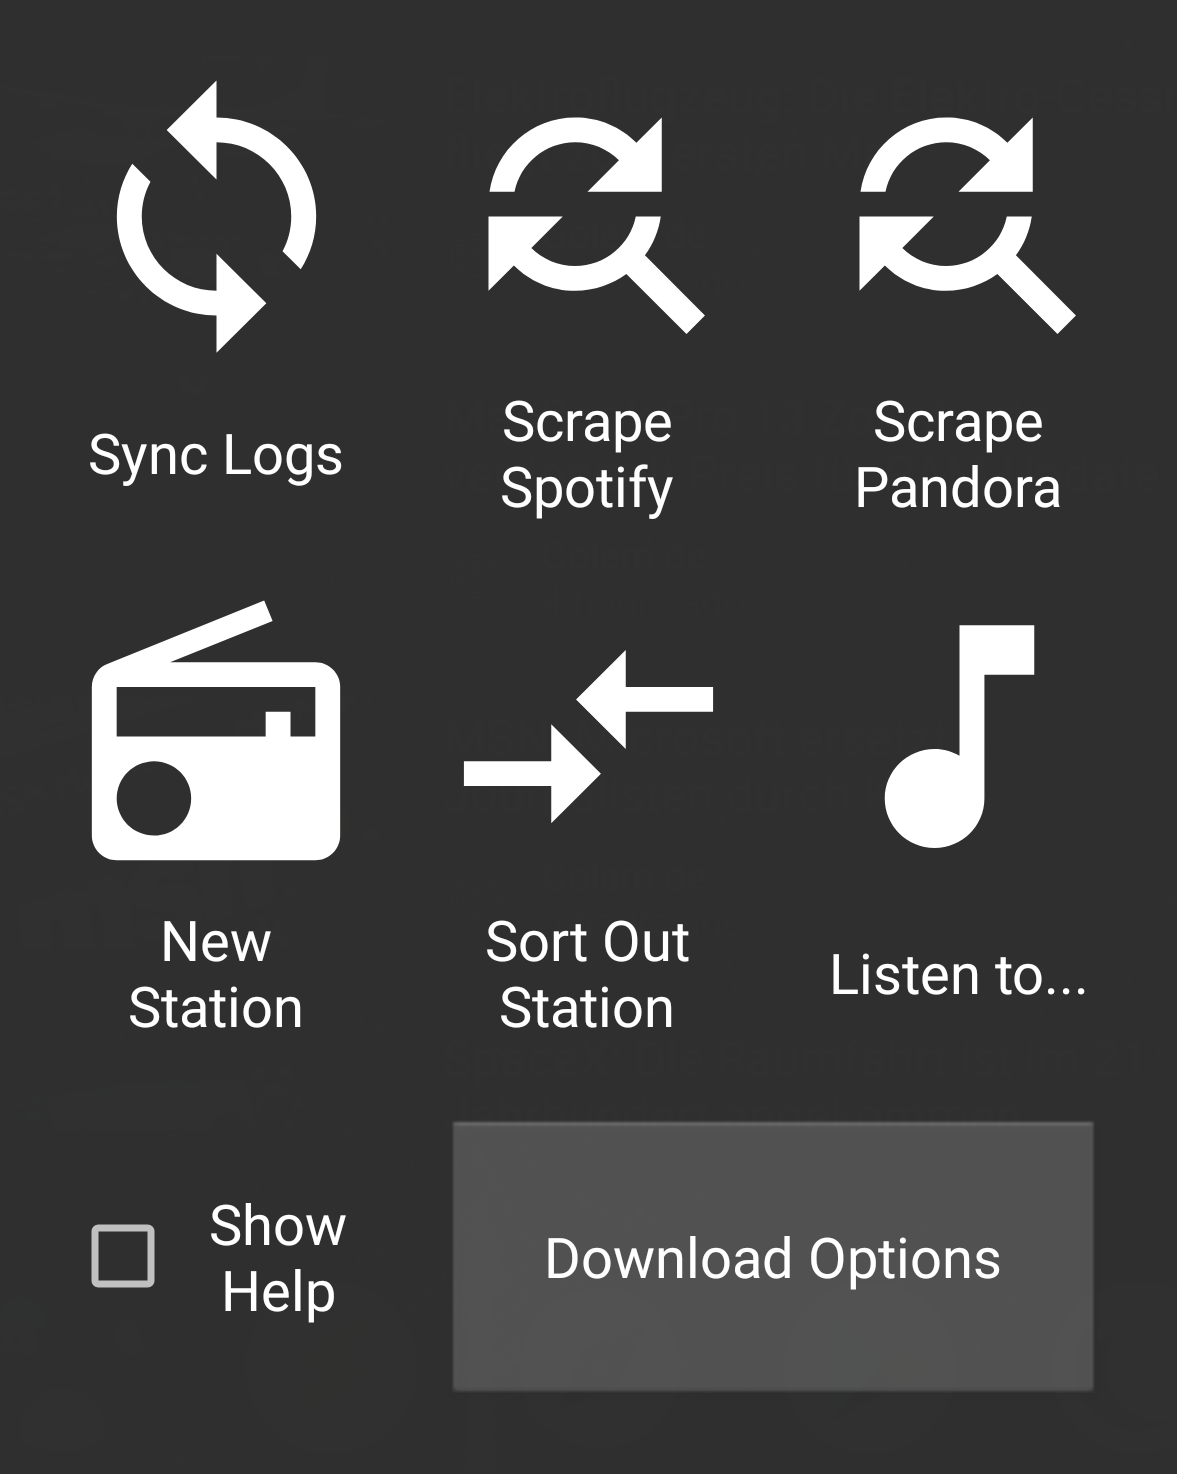 Sync Logs
Scrape
Spotify
Scrape
Pandora
New
Station
Sort Out
Station
Listen to...
Show
Help
Download Options